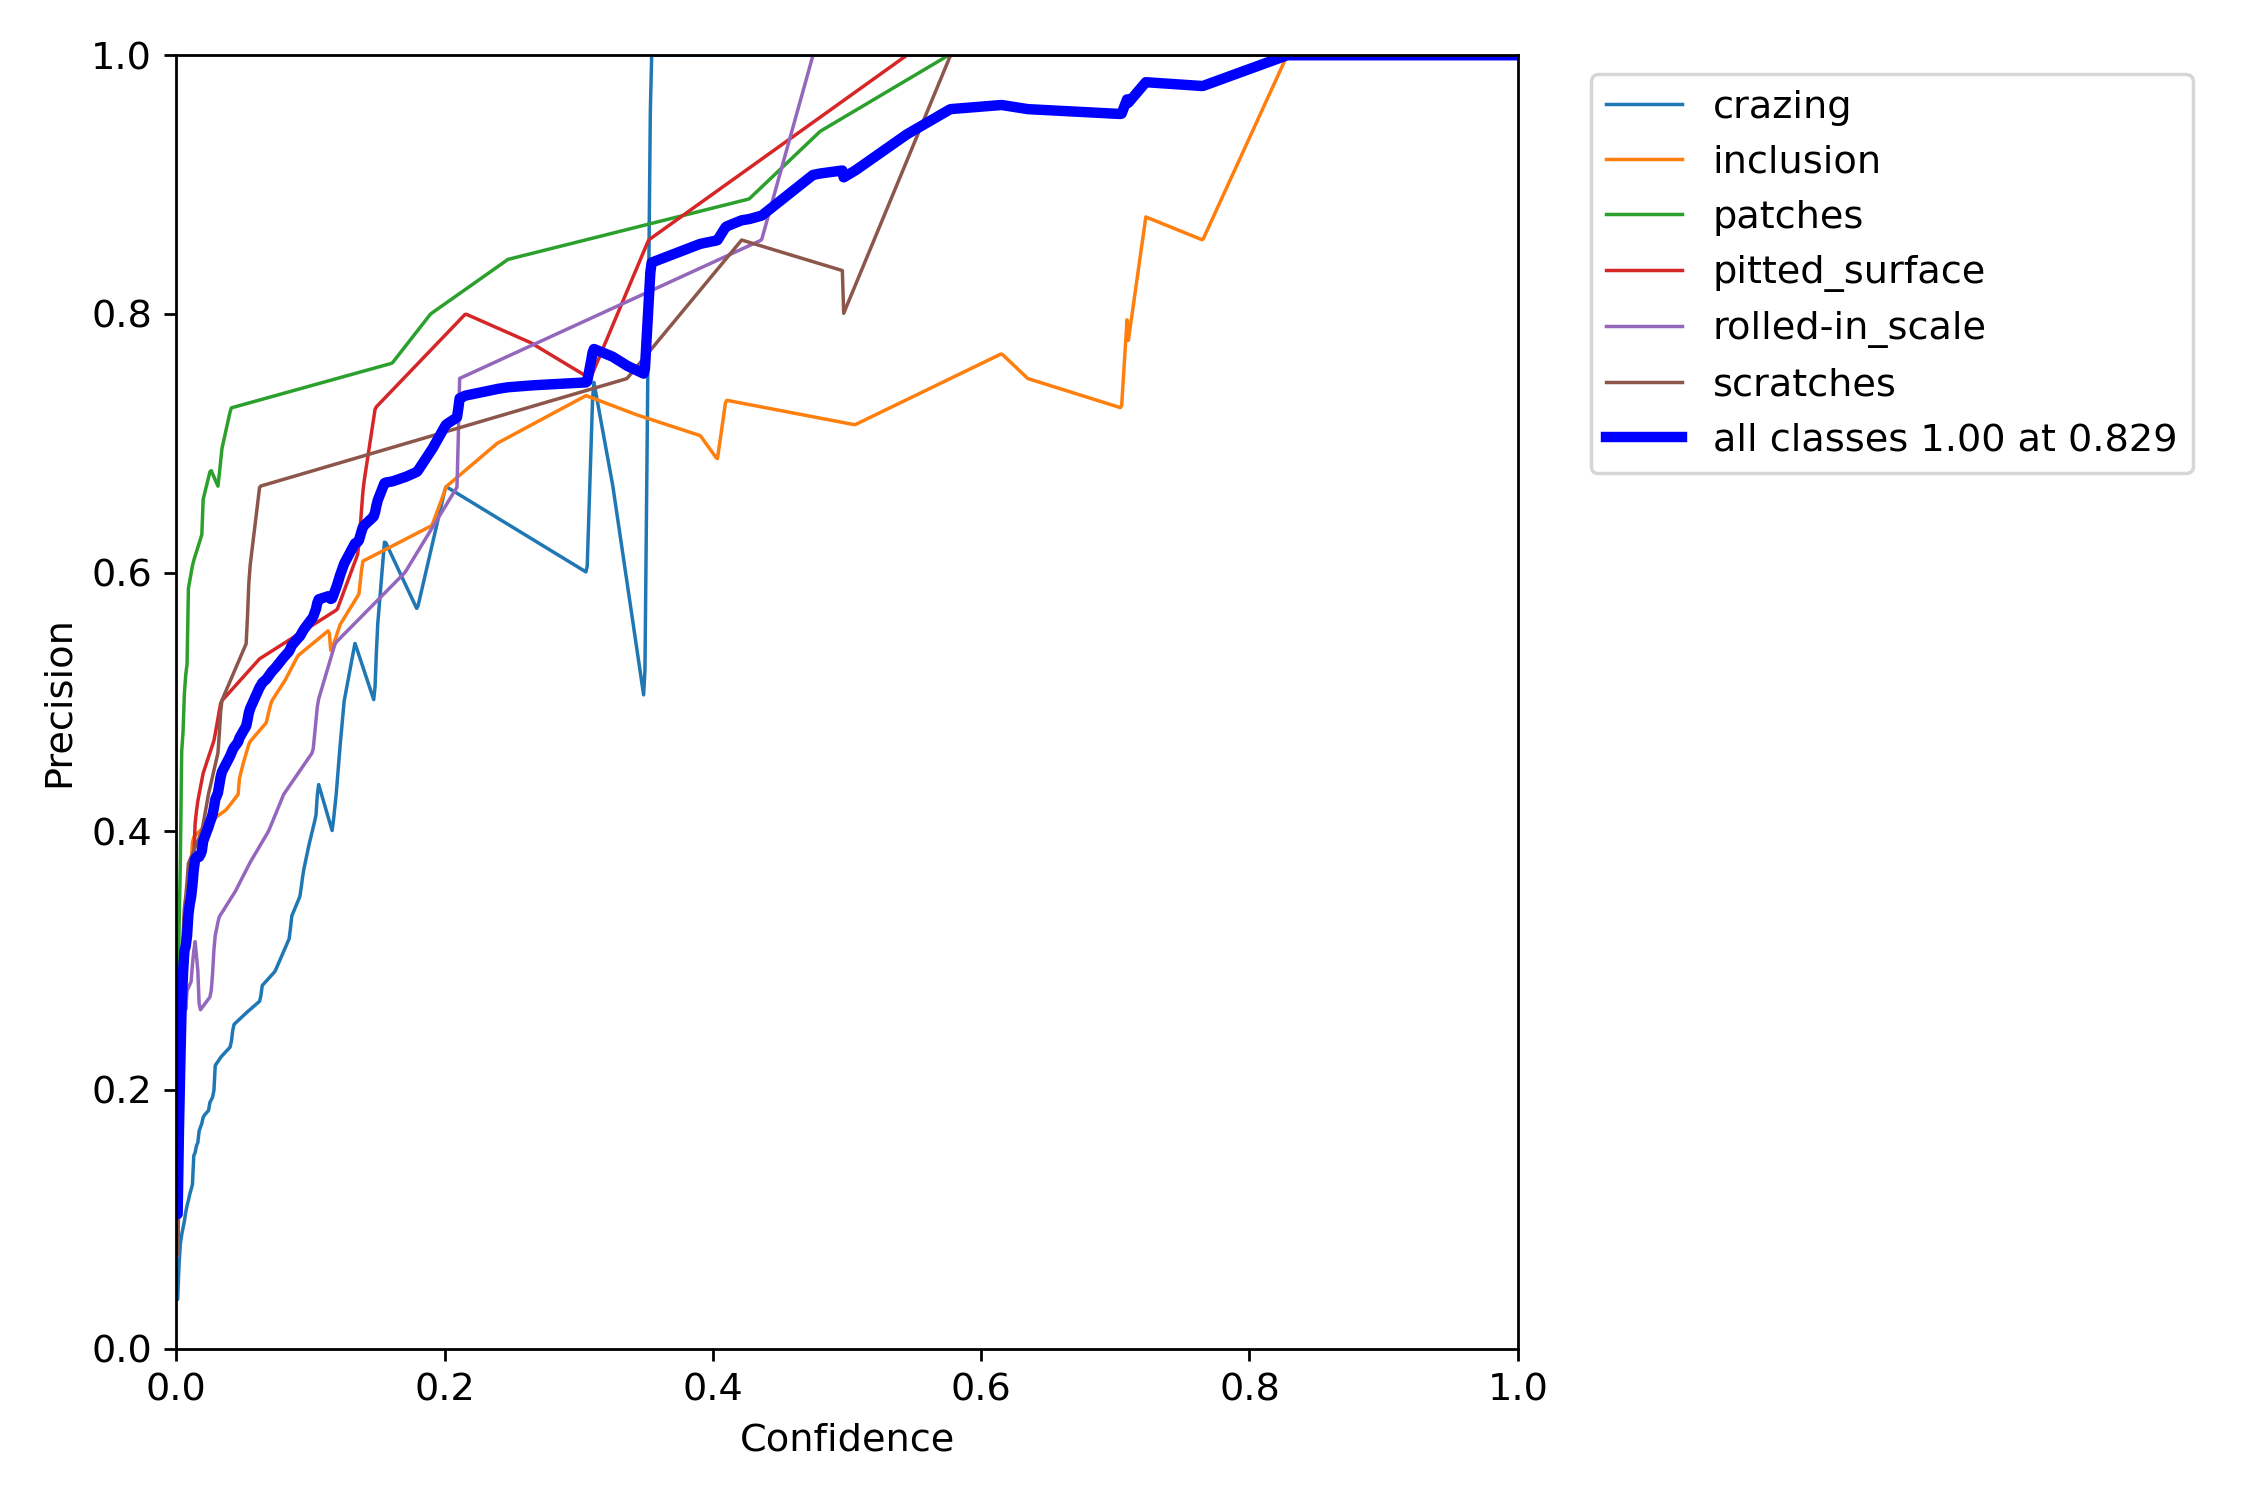 1.0
0.8
0.6
0.4
0.2
0.0
0.0 0.2 0.4 0.6 0.8 1.0
Precision
Confidence
crazing
inclusion
patches
pitted_surface
rolled-in_scale
scratches
all classes 1.00 at 0.829